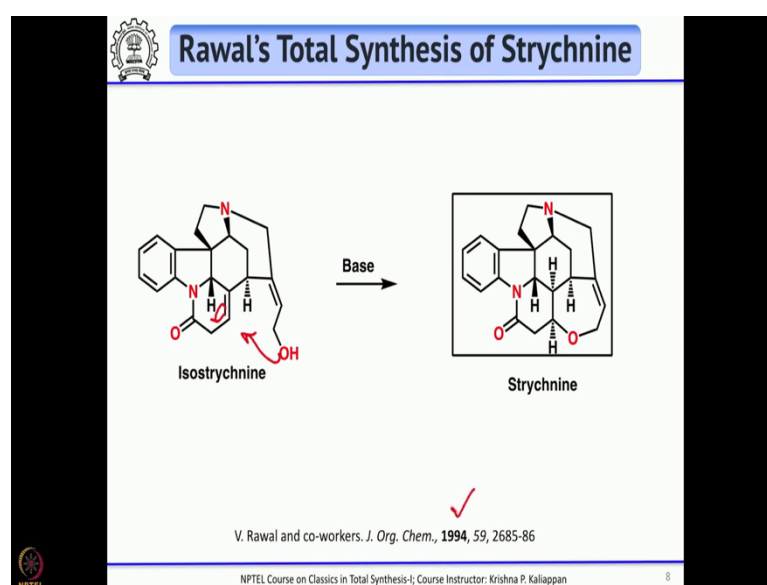 Rawal's Total Synthesis of Strychnine
N
N
H
H
O
OH
Isostrychnine
Base
N
H
N
H
H
O
O
H
Strychnine
V. Rawal and co-workers. J. Org. Chem., 1994, 59, 2685-86
NPTEL Course on Classics in Total Synthesis-I; Course Instructor: Krishna P. Kaliappan
8
NPTEL